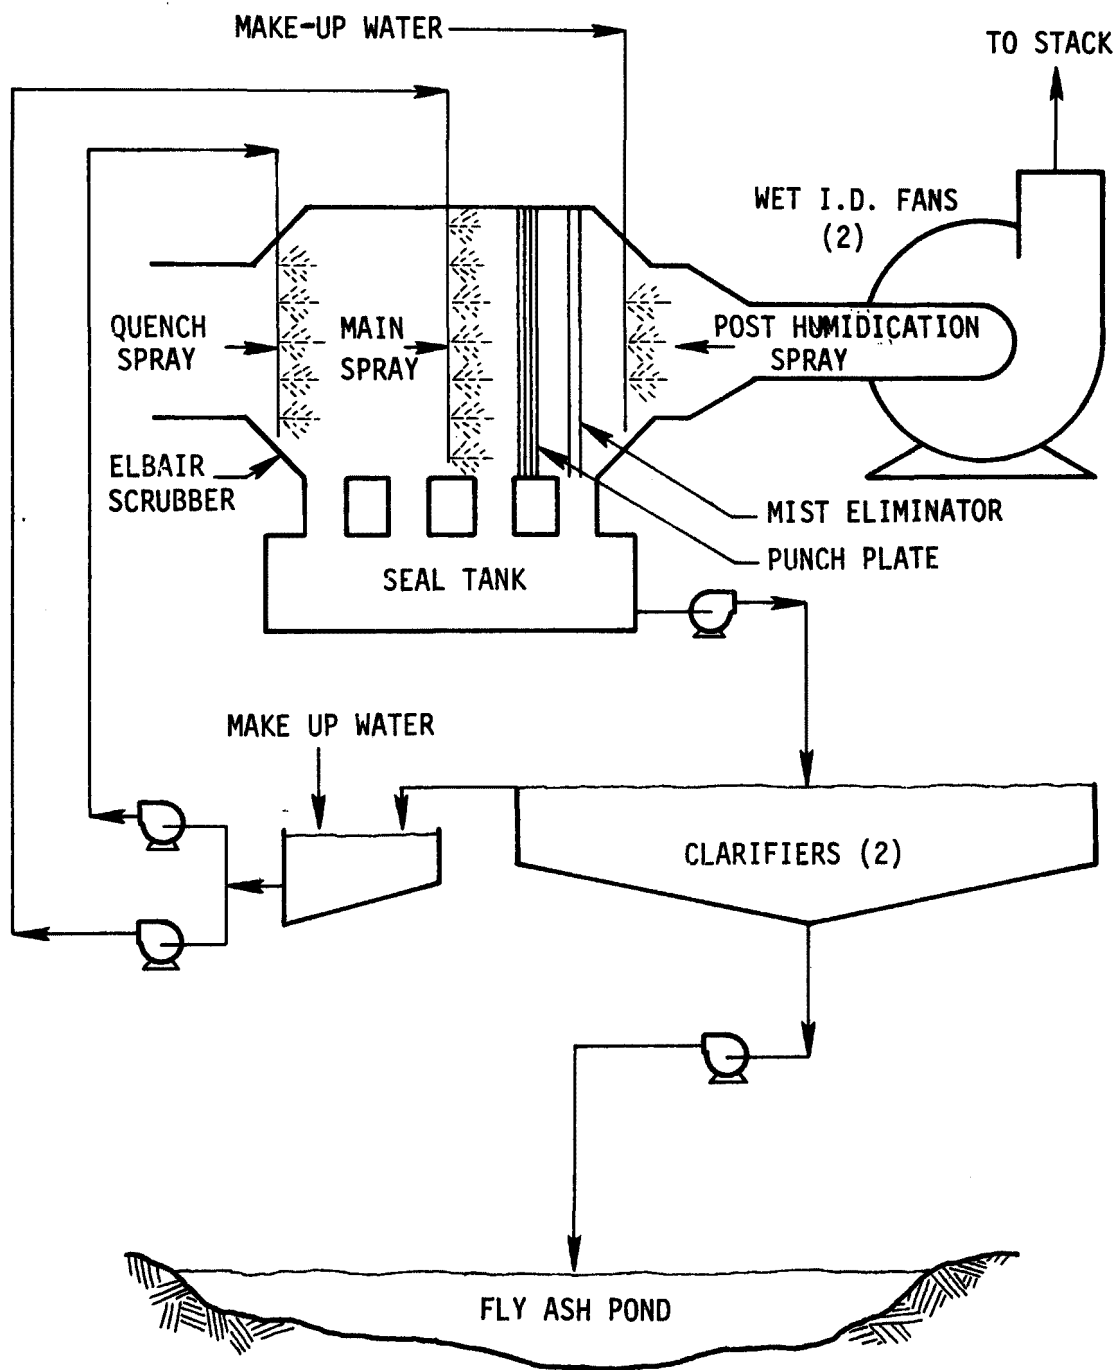 MAKE-UP WATER
TO STACK
WET I.D. FANS
(2)
QUENCH
SPRAY
MAIN
SPRAY
POST HUMIDICATION
SPRAY
ELBAIR
SCRUBBER
MIST ELIMINATOR
PUNCH PLATE
SEAL TANK
MAKE UP WATER
CLARIFIERS (2)
FLY ASH POND